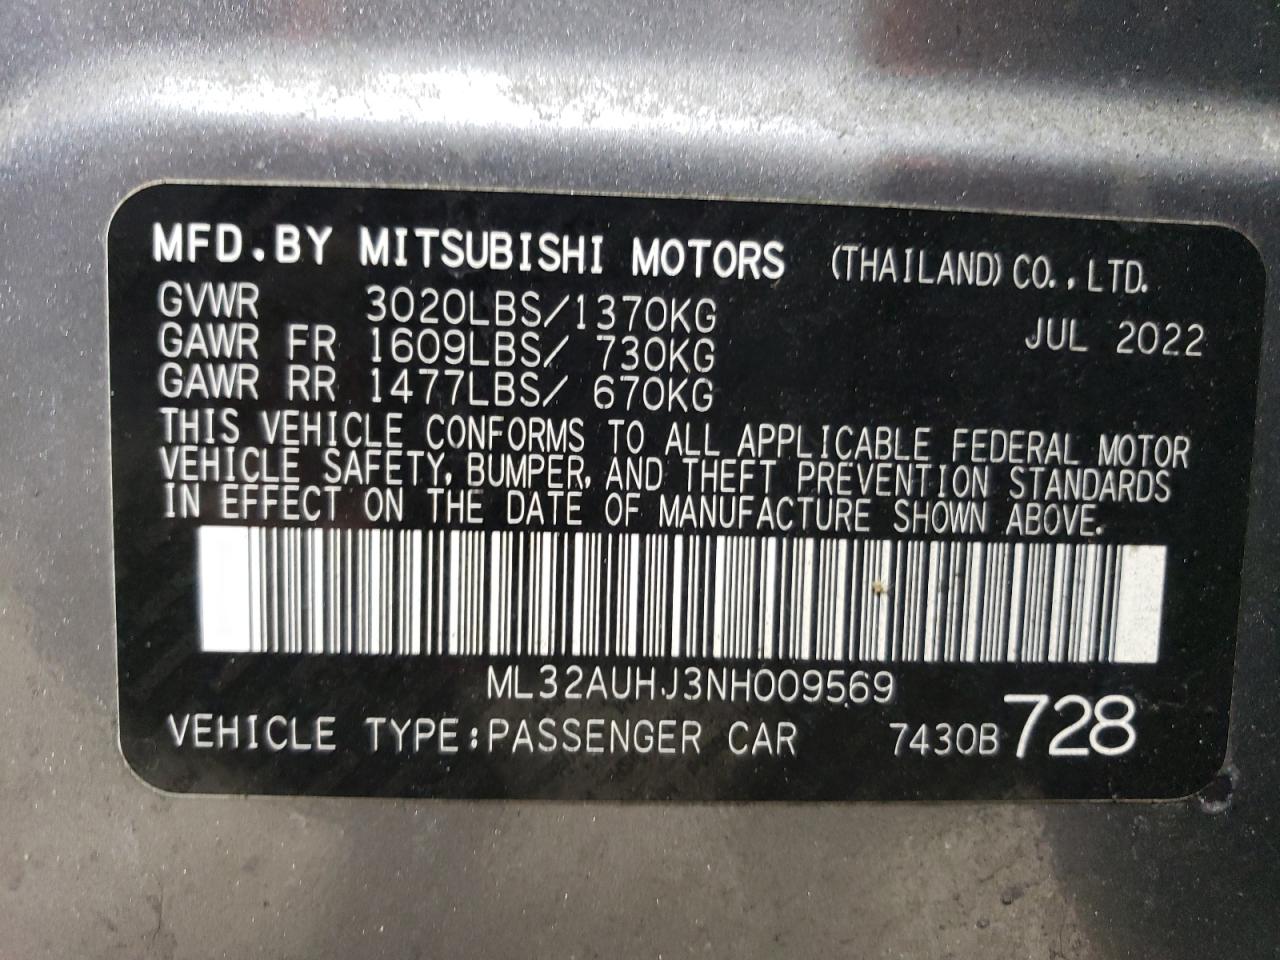 MFD.BY MITSUBISHI MOTORS (THAILAND) CO.,LTD.
GVWR 3020LBS/1370KG
JUL 2022
GAWR FR 1609LBS/ 730KG
GAWR RR 1477LBS/ 670KG
THIS VEHICLE CONFORMS TO ALL APPLICABLE FEDERAL MOTOR
VEHICLE SAFETY, BUMPER, AND THEFT PREVENTION STANDARDS
IN EFFECT ON THE DATE OF MANUFACTURE SHOWN ABOVE.
ML32AUHJ3NH009569
VEHICLE TYPE:PASSENGER CAR 7430B 728